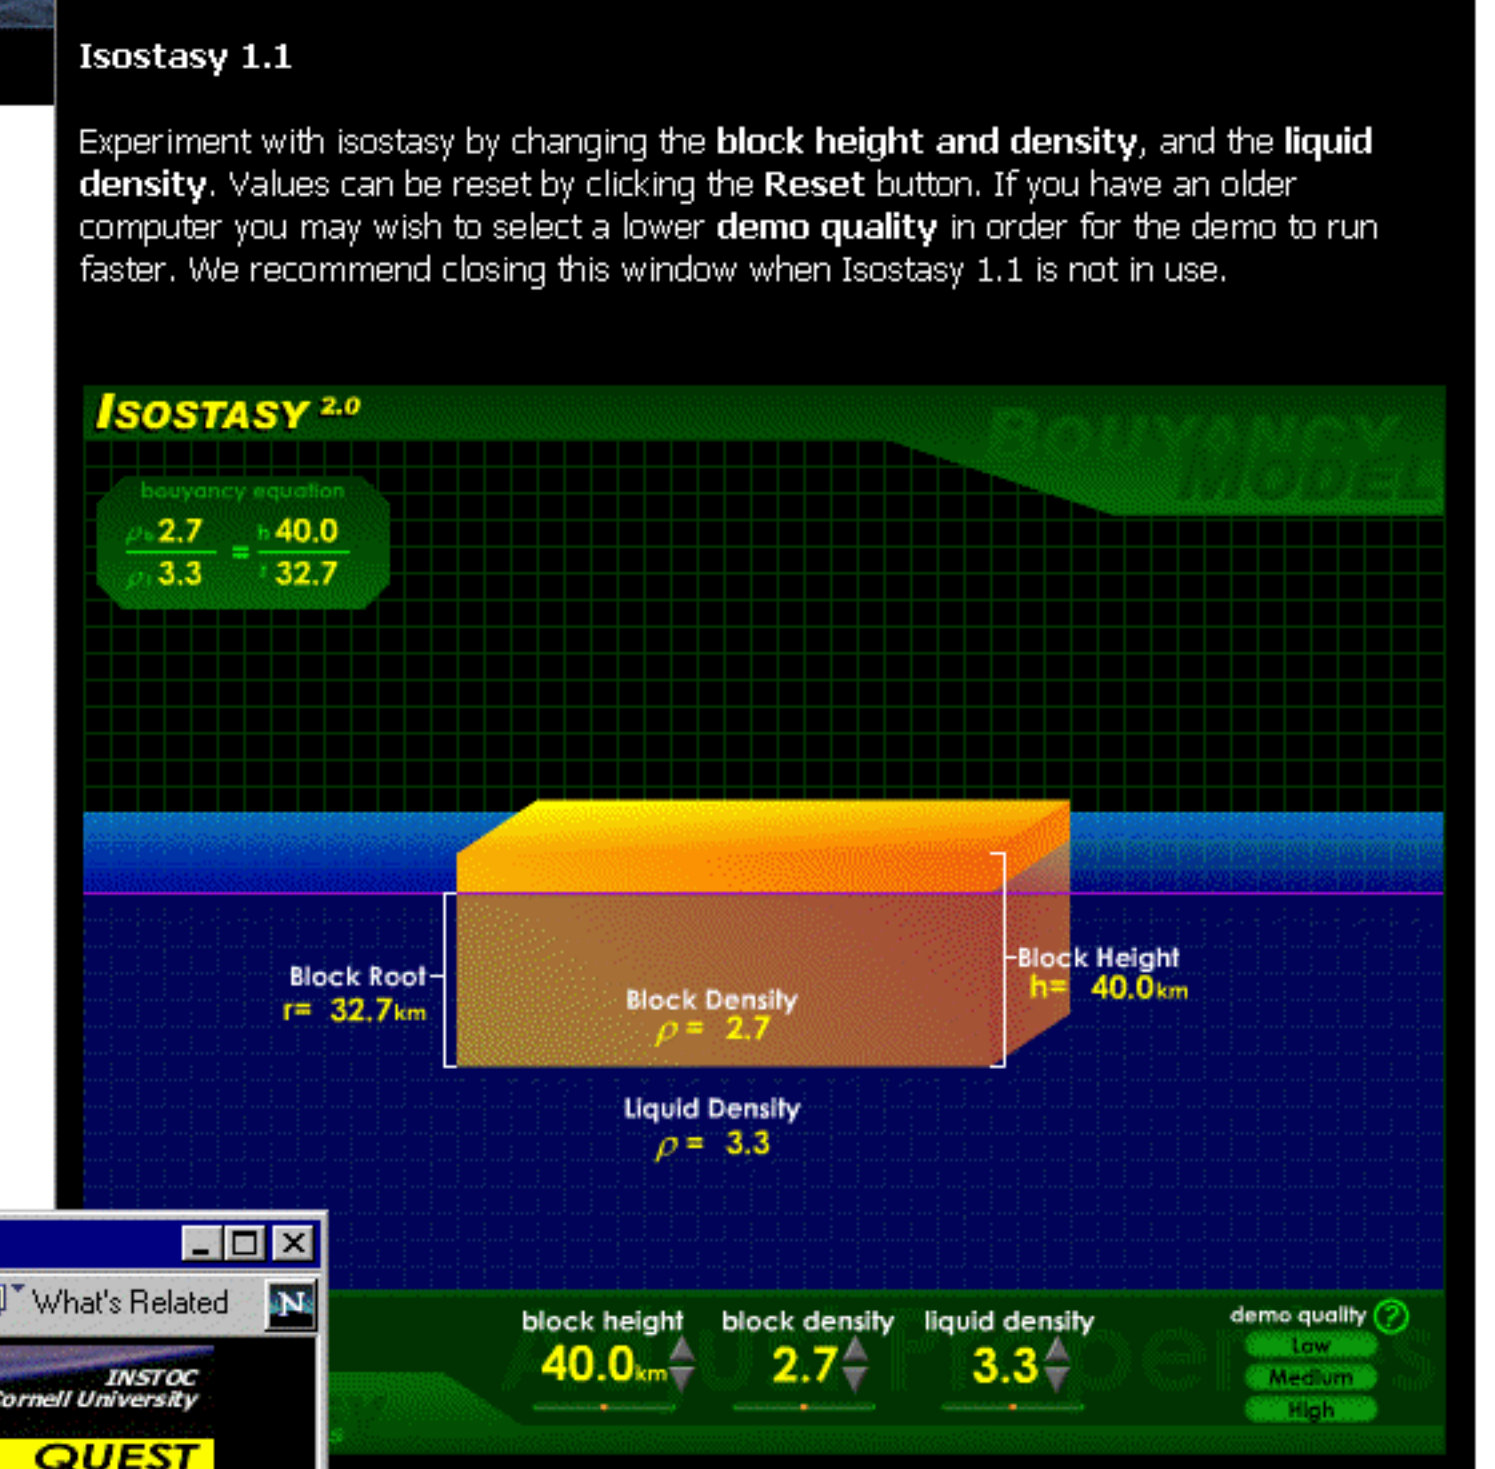 Isostasy 1.1
Experiment with isostasy by changing the block height and density, and the liquid
density. Values can be reset by clicking the Reset button. If you have an older
computer you may wish to select a lower demo quality in order for the demo to run
faster. We recommend closing this window when Isostasy 1.1 is not in use.
ISOSTASY 2.0
BOUYANCY
MODEL
bouyancy equation
ρb 2.7 = h 40.0
ρl 3.3 r 32.7
Block Root
r= 32.7km
Block Density
ρ = 2.7
Block Height
h= 40.0km
Liquid Density
ρ = 3.3
What's Related
N
INSTOC
Cornell University
QUEST
block height
40.0km
block density
2.7
liquid density
3.3
demo quality ?
Low
Medium
High